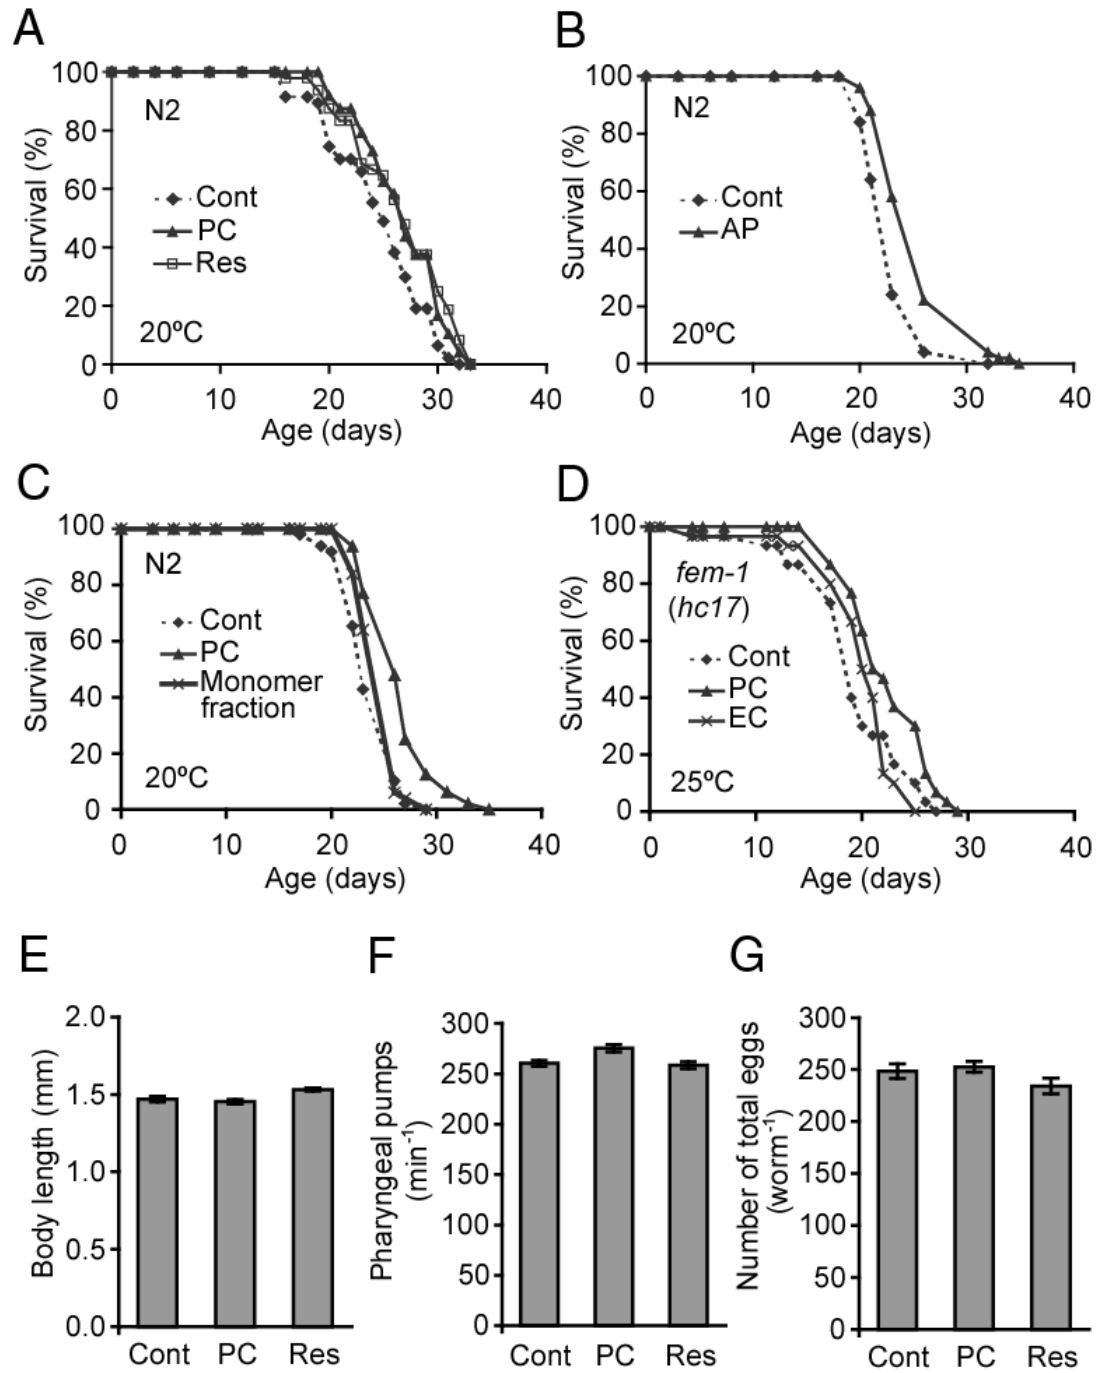 A
100
80
60
40
20
0
Survival (%)
N2
Cont
PC
Res
20ºC
0 10 20 30 40
Age (days)
B
100
80
60
40
20
0
Survival (%)
N2
Cont
AP
20ºC
0 10 20 30 40
Age (days)
C
100
80
60
40
20
0
Survival (%)
N2
Cont
PC
Monomer
fraction
20ºC
0 10 20 30 40
Age (days)
D
100
80
60
40
20
0
Survival (%)
fem-1
(hc17)
Cont
PC
EC
25ºC
0 10 20 30 40
Age (days)
E
2.0
1.5
1.0
0.5
0.0
Body length (mm)
Cont PC Res
F
300
250
200
150
100
50
0
Pharyngeal pumps
(min⁻¹)
Cont PC Res
G
300
250
200
150
100
50
0
Number of total eggs
(worm⁻¹)
Cont PC Res